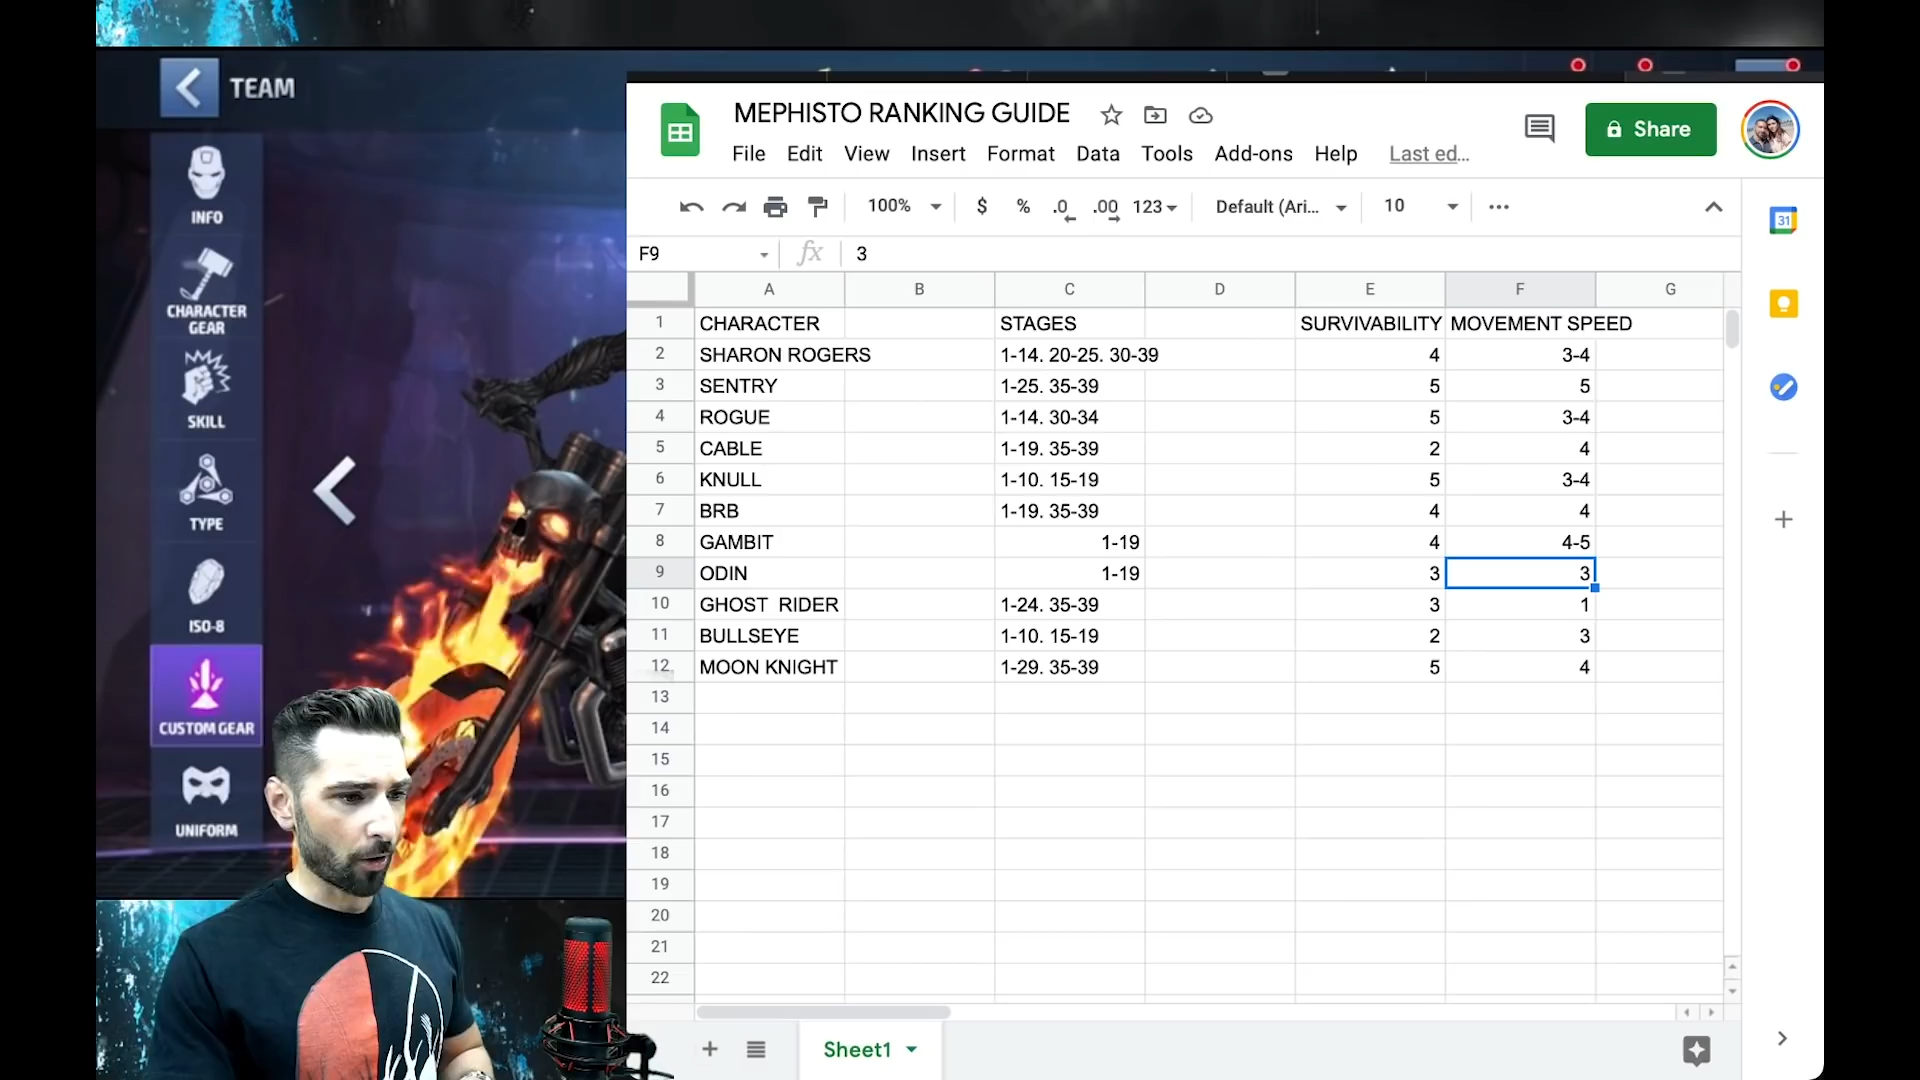 TEAM
INFO
CHARACTER
GEAR
SKILL
TYPE
ISO-8
CUSTOM GEAR
UNIFORM
MEPHISTO RANKING GUIDE
Share
File Edit View Insert Format Data Tools Add-ons Help Last ed...
100% $ % .0 .00 123 Default (Ari... 10 ...
31
F9 fx 3
A B C D E F G
1 CHARACTER STAGES SURVIVABILITY MOVEMENT SPEED
2 SHARON ROGERS 1-14. 20-25. 30-39 4 3-4
3 SENTRY 1-25. 35-39 5 5
4 ROGUE 1-14. 30-34 5 3-4
5 CABLE 1-19. 35-39 2 4
6 KNULL 1-10. 15-19 5 3-4
7 BRB 1-19. 35-39 4 4
8 GAMBIT 1-19 4 4-5
9 ODIN 1-19 3 3
10 GHOST  RIDER 1-24. 35-39 3 1
11 BULLSEYE 1-10. 15-19 2 3
12 MOON KNIGHT 1-29. 35-39 5 4
13
14
15
16
17
18
19
20
21
22
Sheet1